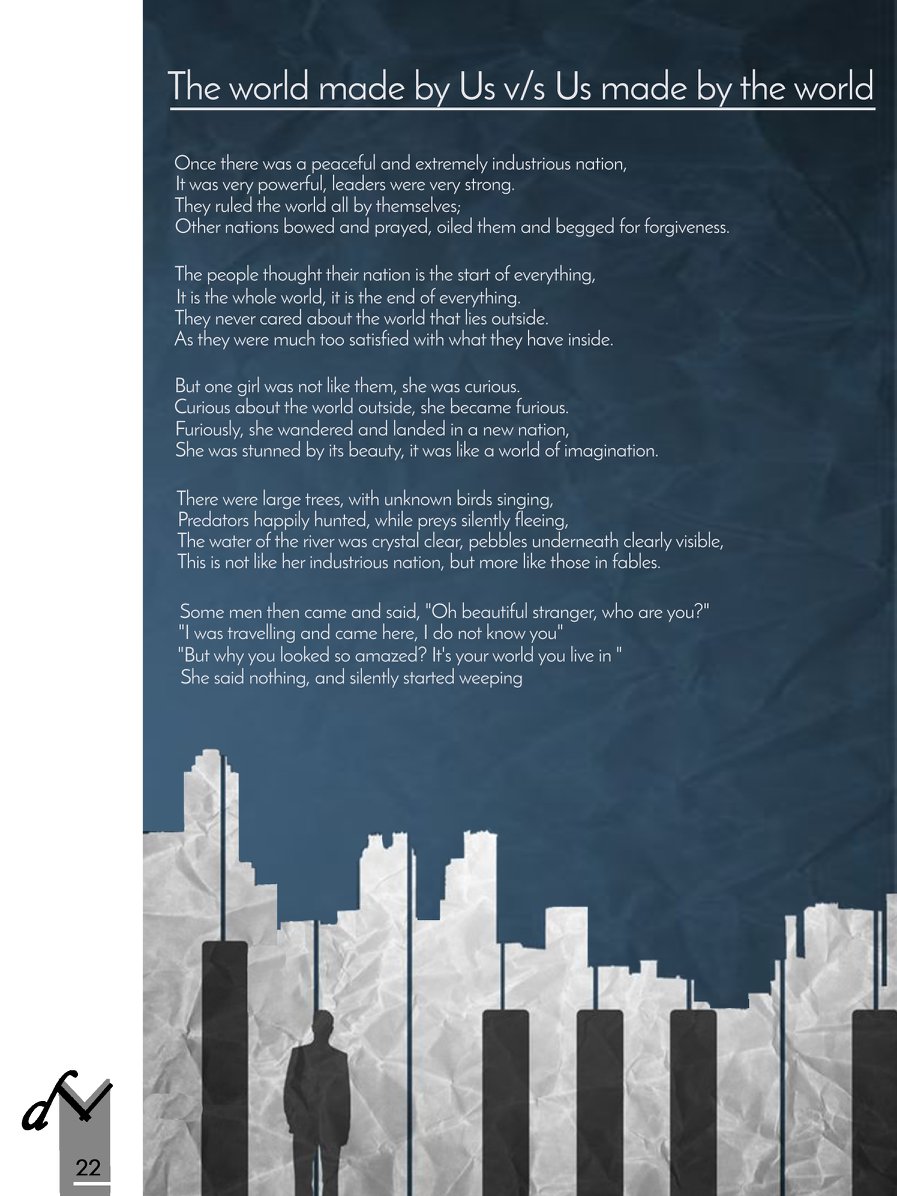 The world made by Us v/s Us made by the world
Once there was a peaceful and extremely industrious nation,
It was very powerful, leaders were very strong.
They ruled the world all by themselves;
Other nations bowed and prayed, oiled them and begged for forgiveness.
The people thought their nation is the start of everything,
It is the whole world, it is the end of everything.
They never cared about the world that lies outside.
As they were much too satisfied with what they have inside.
But one girl was not like them, she was curious.
Curious about the world outside, she became furious.
Furiously, she wandered and landed in a new nation,
She was stunned by its beauty, it was like a world of imagination.
There were large trees, with unknown birds singing,
Predators happily hunted, while preys silently fleeing,
The water of the river was crystal clear, pebbles underneath clearly visible,
This is not like her industrious nation, but more like those in fables.
Some men then came and said, "Oh beautiful stranger, who are you?"
"I was travelling and came here, I do not know you"
"But why you looked so amazed? It's your world you live in "
She said nothing, and silently started weeping
22